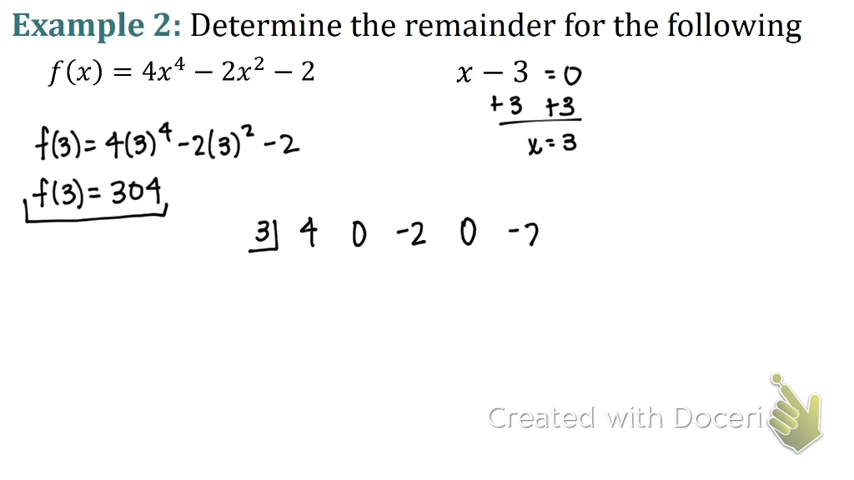 Example 2: Determine the remainder for the following
f(x) = 4x⁴ − 2x² − 2
x − 3 = 0
+3 +3
x = 3
f(3) = 4(3)⁴ − 2(3)² − 2
f(3) = 304
3 4 0 -2 0 -2
Created with Doceri